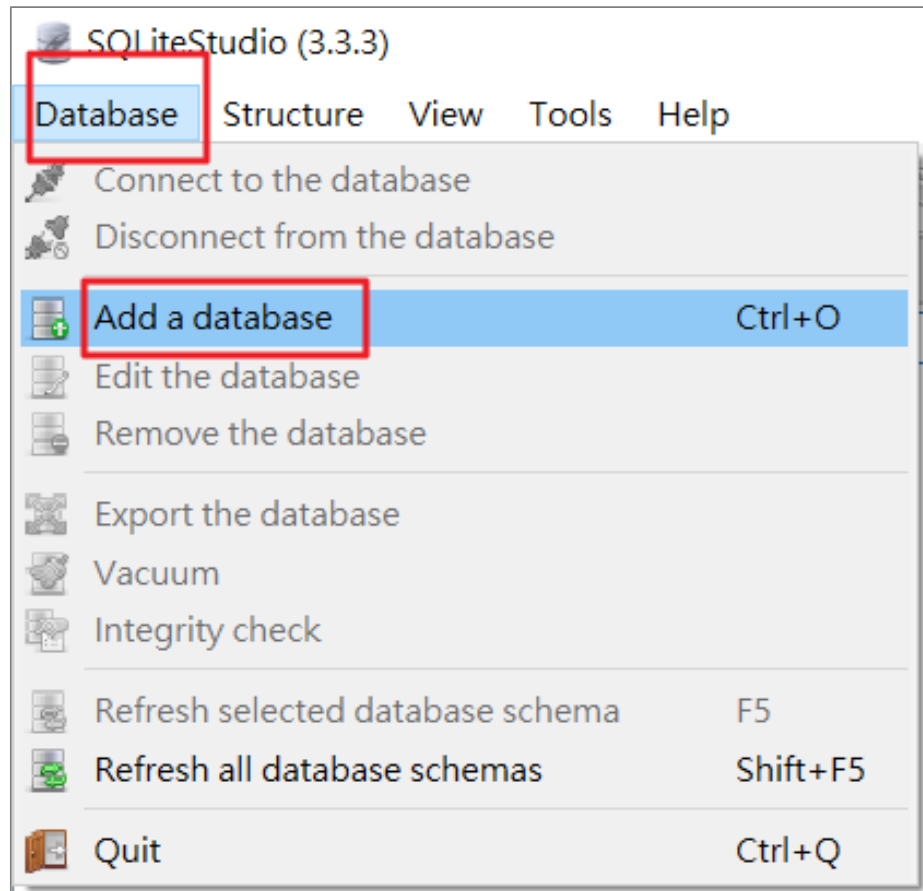 SQLiteStudio (3.3.3)
Database Structure View Tools Help
Connect to the database
Disconnect from the database
Add a database Ctrl+O
Edit the database
Remove the database
Export the database
Vacuum
Integrity check
Refresh selected database schema F5
Refresh all database schemas Shift+F5
Quit Ctrl+Q